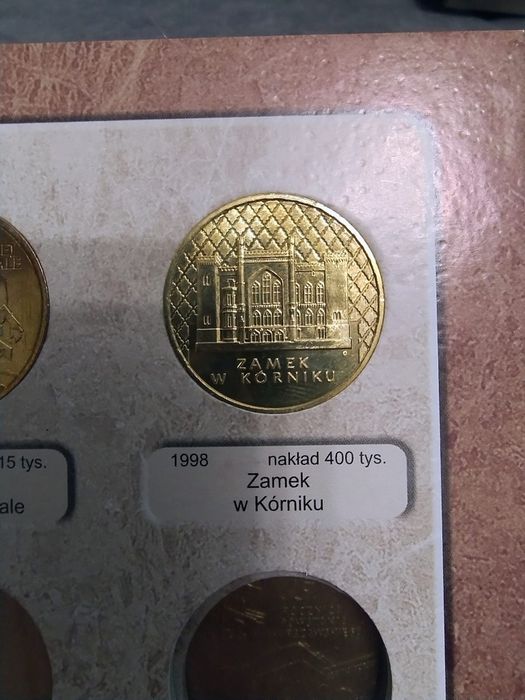 ZAMEK
W KÓRNIKU
15 tys.
ale
1998 nakład 400 tys.
Zamek
w Kórniku